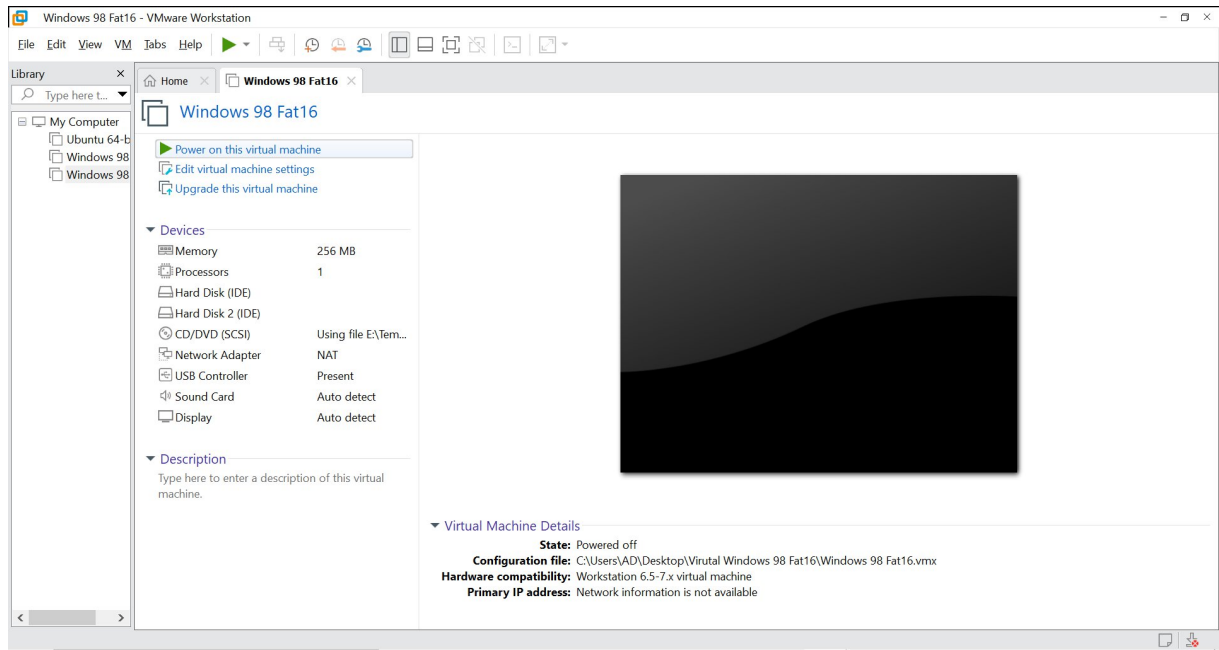 Windows 98 Fat16 - VMware Workstation
File Edit View VM Tabs Help
Library
Type here t...
My Computer
Ubuntu 64-b
Windows 98
Windows 98
Home
Windows 98 Fat16
Windows 98 Fat16
Power on this virtual machine
Edit virtual machine settings
Upgrade this virtual machine
Devices
Memory 256 MB
Processors 1
Hard Disk (IDE)
Hard Disk 2 (IDE)
CD/DVD (SCSI) Using file E:\Tem...
Network Adapter NAT
USB Controller Present
Sound Card Auto detect
Display Auto detect
Description
Type here to enter a description of this virtual
machine.
Virtual Machine Details
State: Powered off
Configuration file: C:\Users\AD\Desktop\Virutal Windows 98 Fat16\Windows 98 Fat16.vmx
Hardware compatibility: Workstation 6.5-7.x virtual machine
Primary IP address: Network information is not available